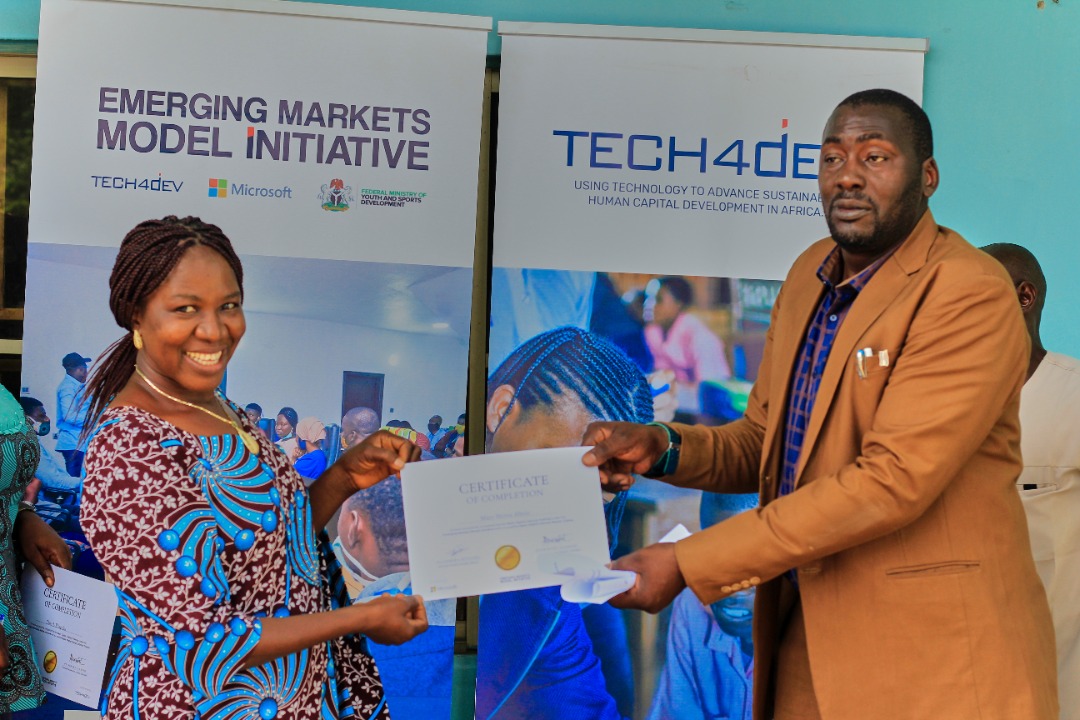 EMERGING MARKETS
MODEL INITIATIVE
TECH4DEV
Microsoft
FEDERAL MINISTRY OF
YOUTH AND SPORTS
DEVELOPMENT
TECH4DE
USING TECHNOLOGY TO ADVANCE SUSTAINA
HUMAN CAPITAL DEVELOPMENT IN AFRICA.
CERTIFICATE
OF COMPLETION
CERTIFICATE
OF COMPLETION